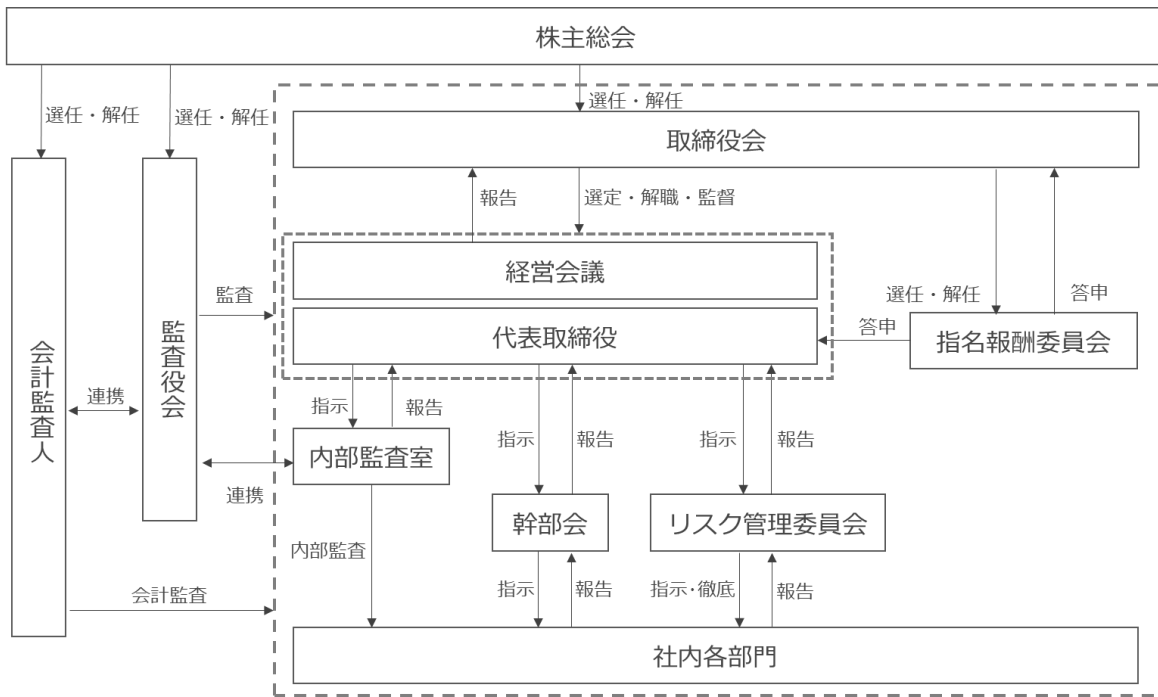 株主総会
選任・解任
選任・解任
選任・解任
取締役会
報告
選定・解職・監督
経営会議
代表取締役
監査
選任・解任
答申
答申
指名報酬委員会
会計監査人
監査役会
連携
指示
報告
指示
報告
指示
報告
内部監査室
連携
幹部会
リスク管理委員会
内部監査
指示
報告
指示・徹底
報告
会計監査
社内各部門